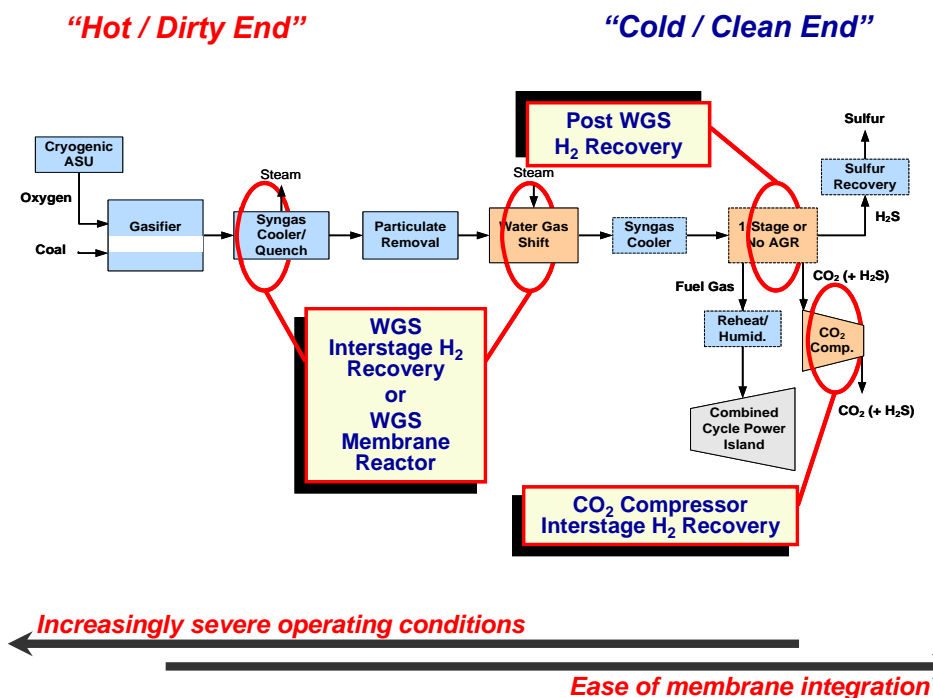 “Hot / Dirty End”
“Cold / Clean End”
Post WGS
H₂ Recovery
Sulfur
Cryogenic
ASU
Steam
Steam
Sulfur
Recovery
Oxygen
Gasifier
Syngas
Cooler/
Quench
Particulate
Removal
Water Gas
Shift
Syngas
Cooler
1 Stage or
No AGR
H₂S
Coal
Fuel Gas
CO₂ (+ H₂S)
WGS
Interstage H₂
Recovery
or
WGS
Membrane
Reactor
Reheat/
Humid.
CO₂
Comp.
Combined
Cycle Power
Island
CO₂ (+ H₂S)
CO₂ Compressor
Interstage H₂ Recovery
Increasingly severe operating conditions
Ease of membrane integration